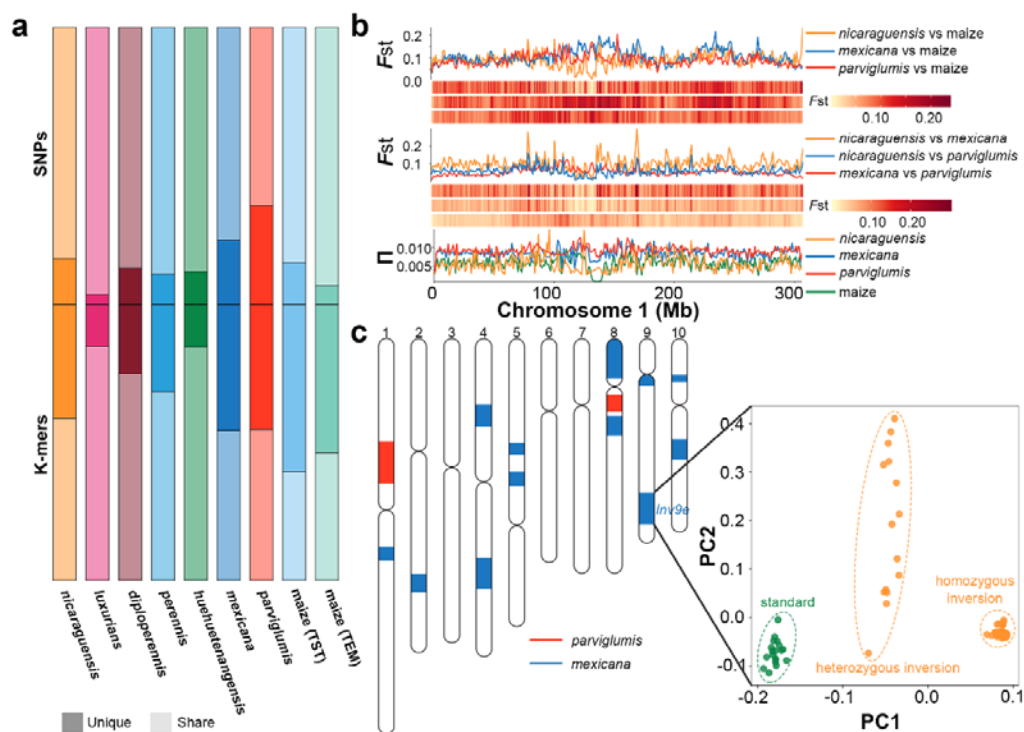 a
SNPs
K-mers
nicaraguensis
luxurians
diploperennis
perennis
huehuetenangensis
mexicana
parviglumis
maize (TST)
maize (TEM)
Unique
Share
b
Fst
0.2
0.1
0.0
nicaraguensis vs maize
mexicana vs maize
parviglumis vs maize
Fst
0.10 0.20
Fst
0.2
0.1
nicaraguensis vs mexicana
nicaraguensis vs parviglumis
mexicana vs parviglumis
Fst
0.10 0.20
Π
0.010
0.005
nicaraguensis
mexicana
parviglumis
maize
0 100 200 300
Chromosome 1 (Mb)
c
1 2 3 4 5 6 7 8 9 10
Inv9e
parviglumis
mexicana
PC2
0.4
0.3
0.2
0.1
0.0
-0.1
standard
heterozygous inversion
homozygous
inversion
-0.2 -0.1 0.0 0.1
PC1